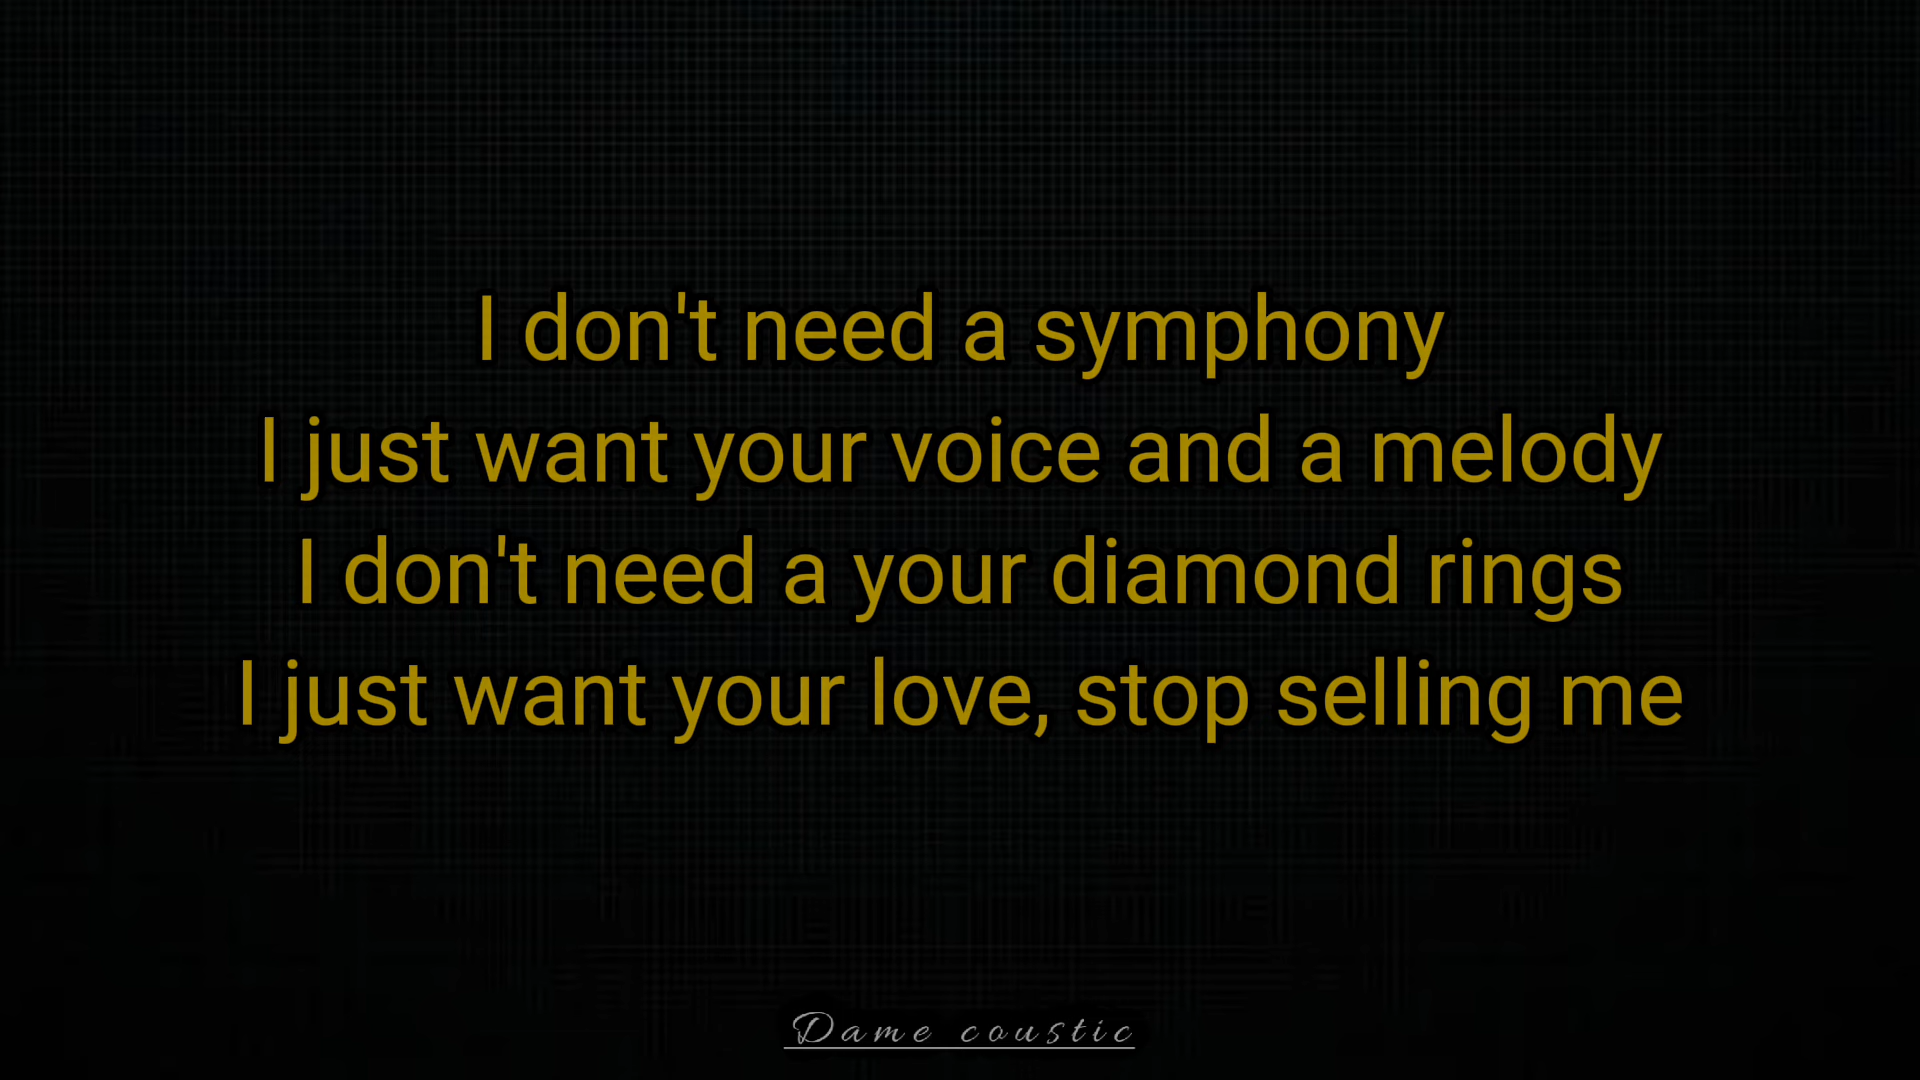 I don't need a symphony
I just want your voice and a melody
I don't need a your diamond rings
I just want your love, stop selling me
Dame coustic